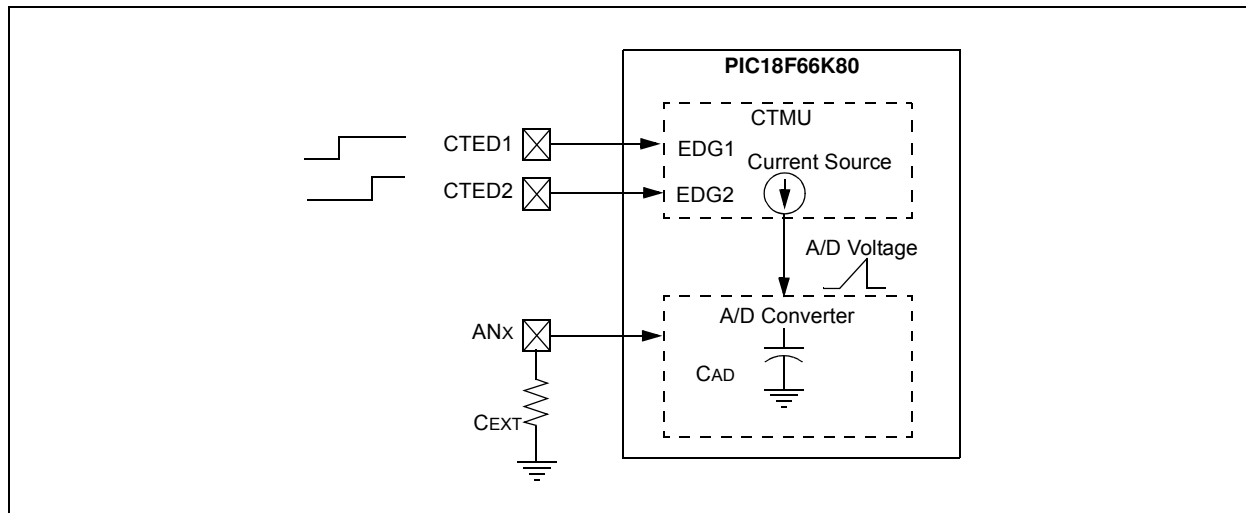 PIC18F66K80
CTMU
CTED1
EDG1
Current Source
CTED2
EDG2
A/D Voltage
A/D Converter
ANX
CAD
CEXT